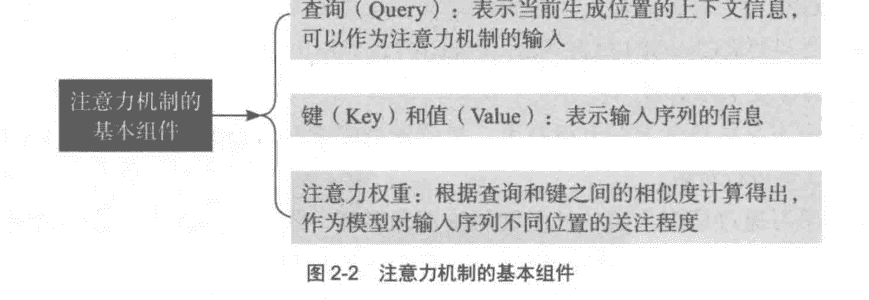 查询（Query）：表示当前生成位置的上下文信息，
可以作为注意力机制的输入
注意力机制的
基本组件
键（Key）和值（Value）：表示输入序列的信息
注意力权重：根据查询和键之间的相似度计算得出，
作为模型对输入序列不同位置的关注程度
图 2-2 注意力机制的基本组件